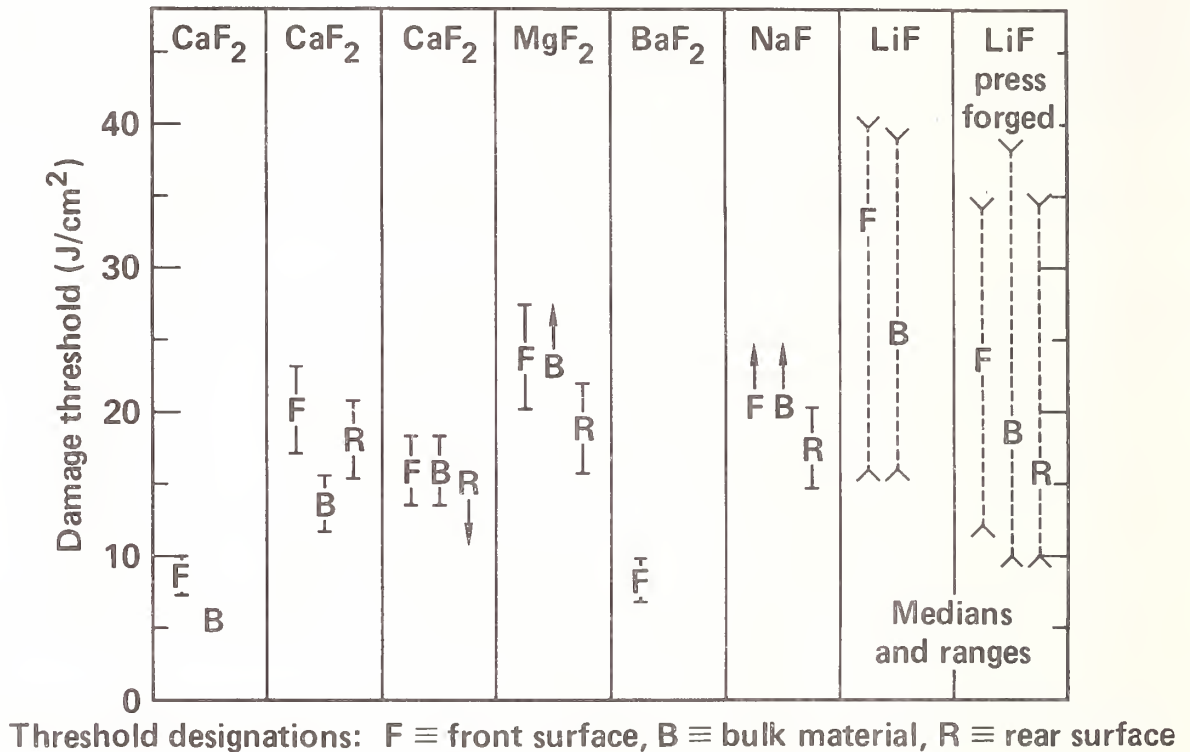 CaF2 CaF2 CaF2 MgF2 BaF2 NaF LiF LiF
press
forged
40
30
20
10
0
Damage threshold (J/cm2)
F
B
F
B
R
F
B
R
F
B
R
F
F
B
R
F
B
F
B
R
Medians
and ranges
Threshold designations: F ≡ front surface, B ≡ bulk material, R ≡ rear surface